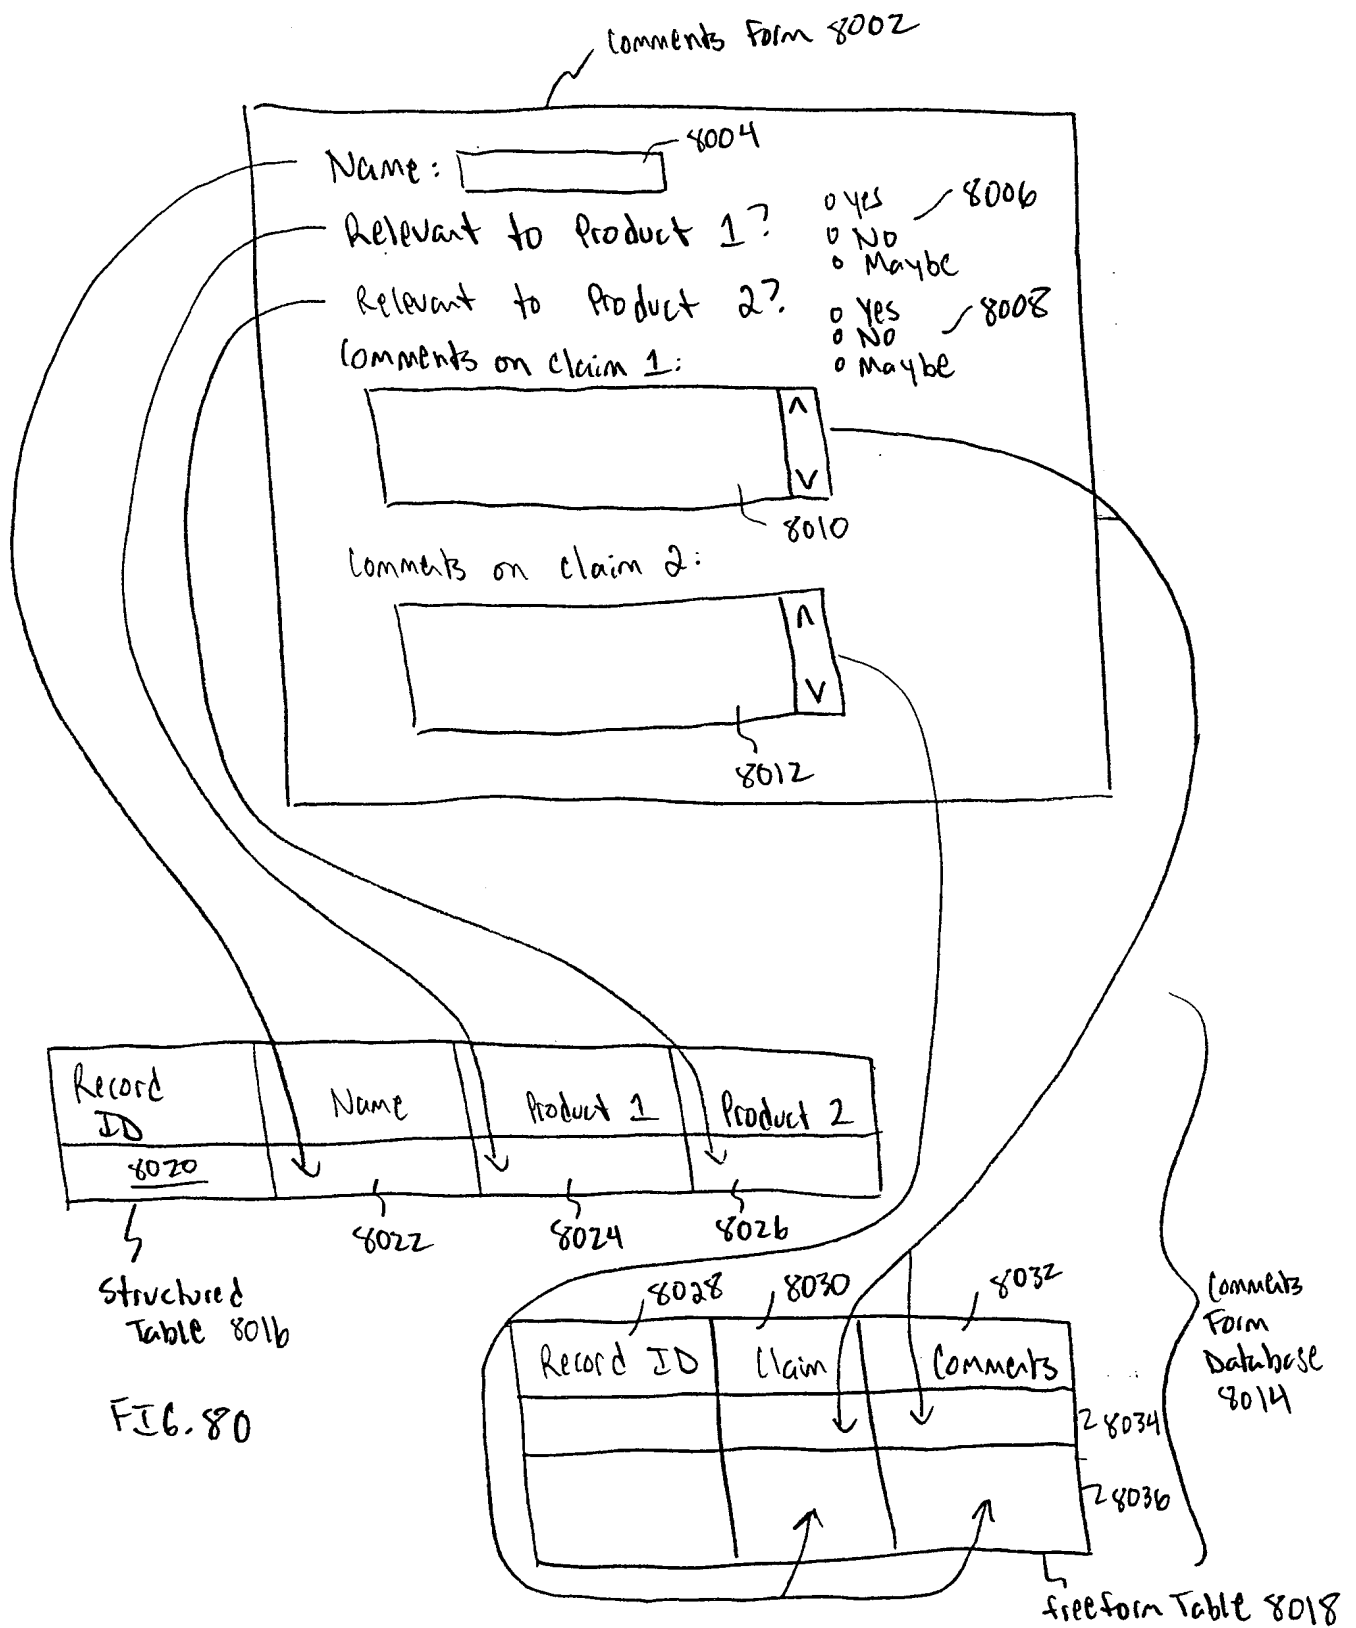 Comments Form 8002
Name:
8004
Relevant to Product 1?
Yes
No
Maybe
8006
Relevant to Product 2?
Yes
No
Maybe
8008
Comments on Claim 1:
8010
Comments on Claim 2:
8012
Record ID
Name
Product 1
Product 2
8020
8022
8024
8026
Structured
Table 8016
8028
8030
8032
Record ID
Claim
Comments
8034
8036
Comments
Form
Database
8014
freeform Table 8018
FIG. 80